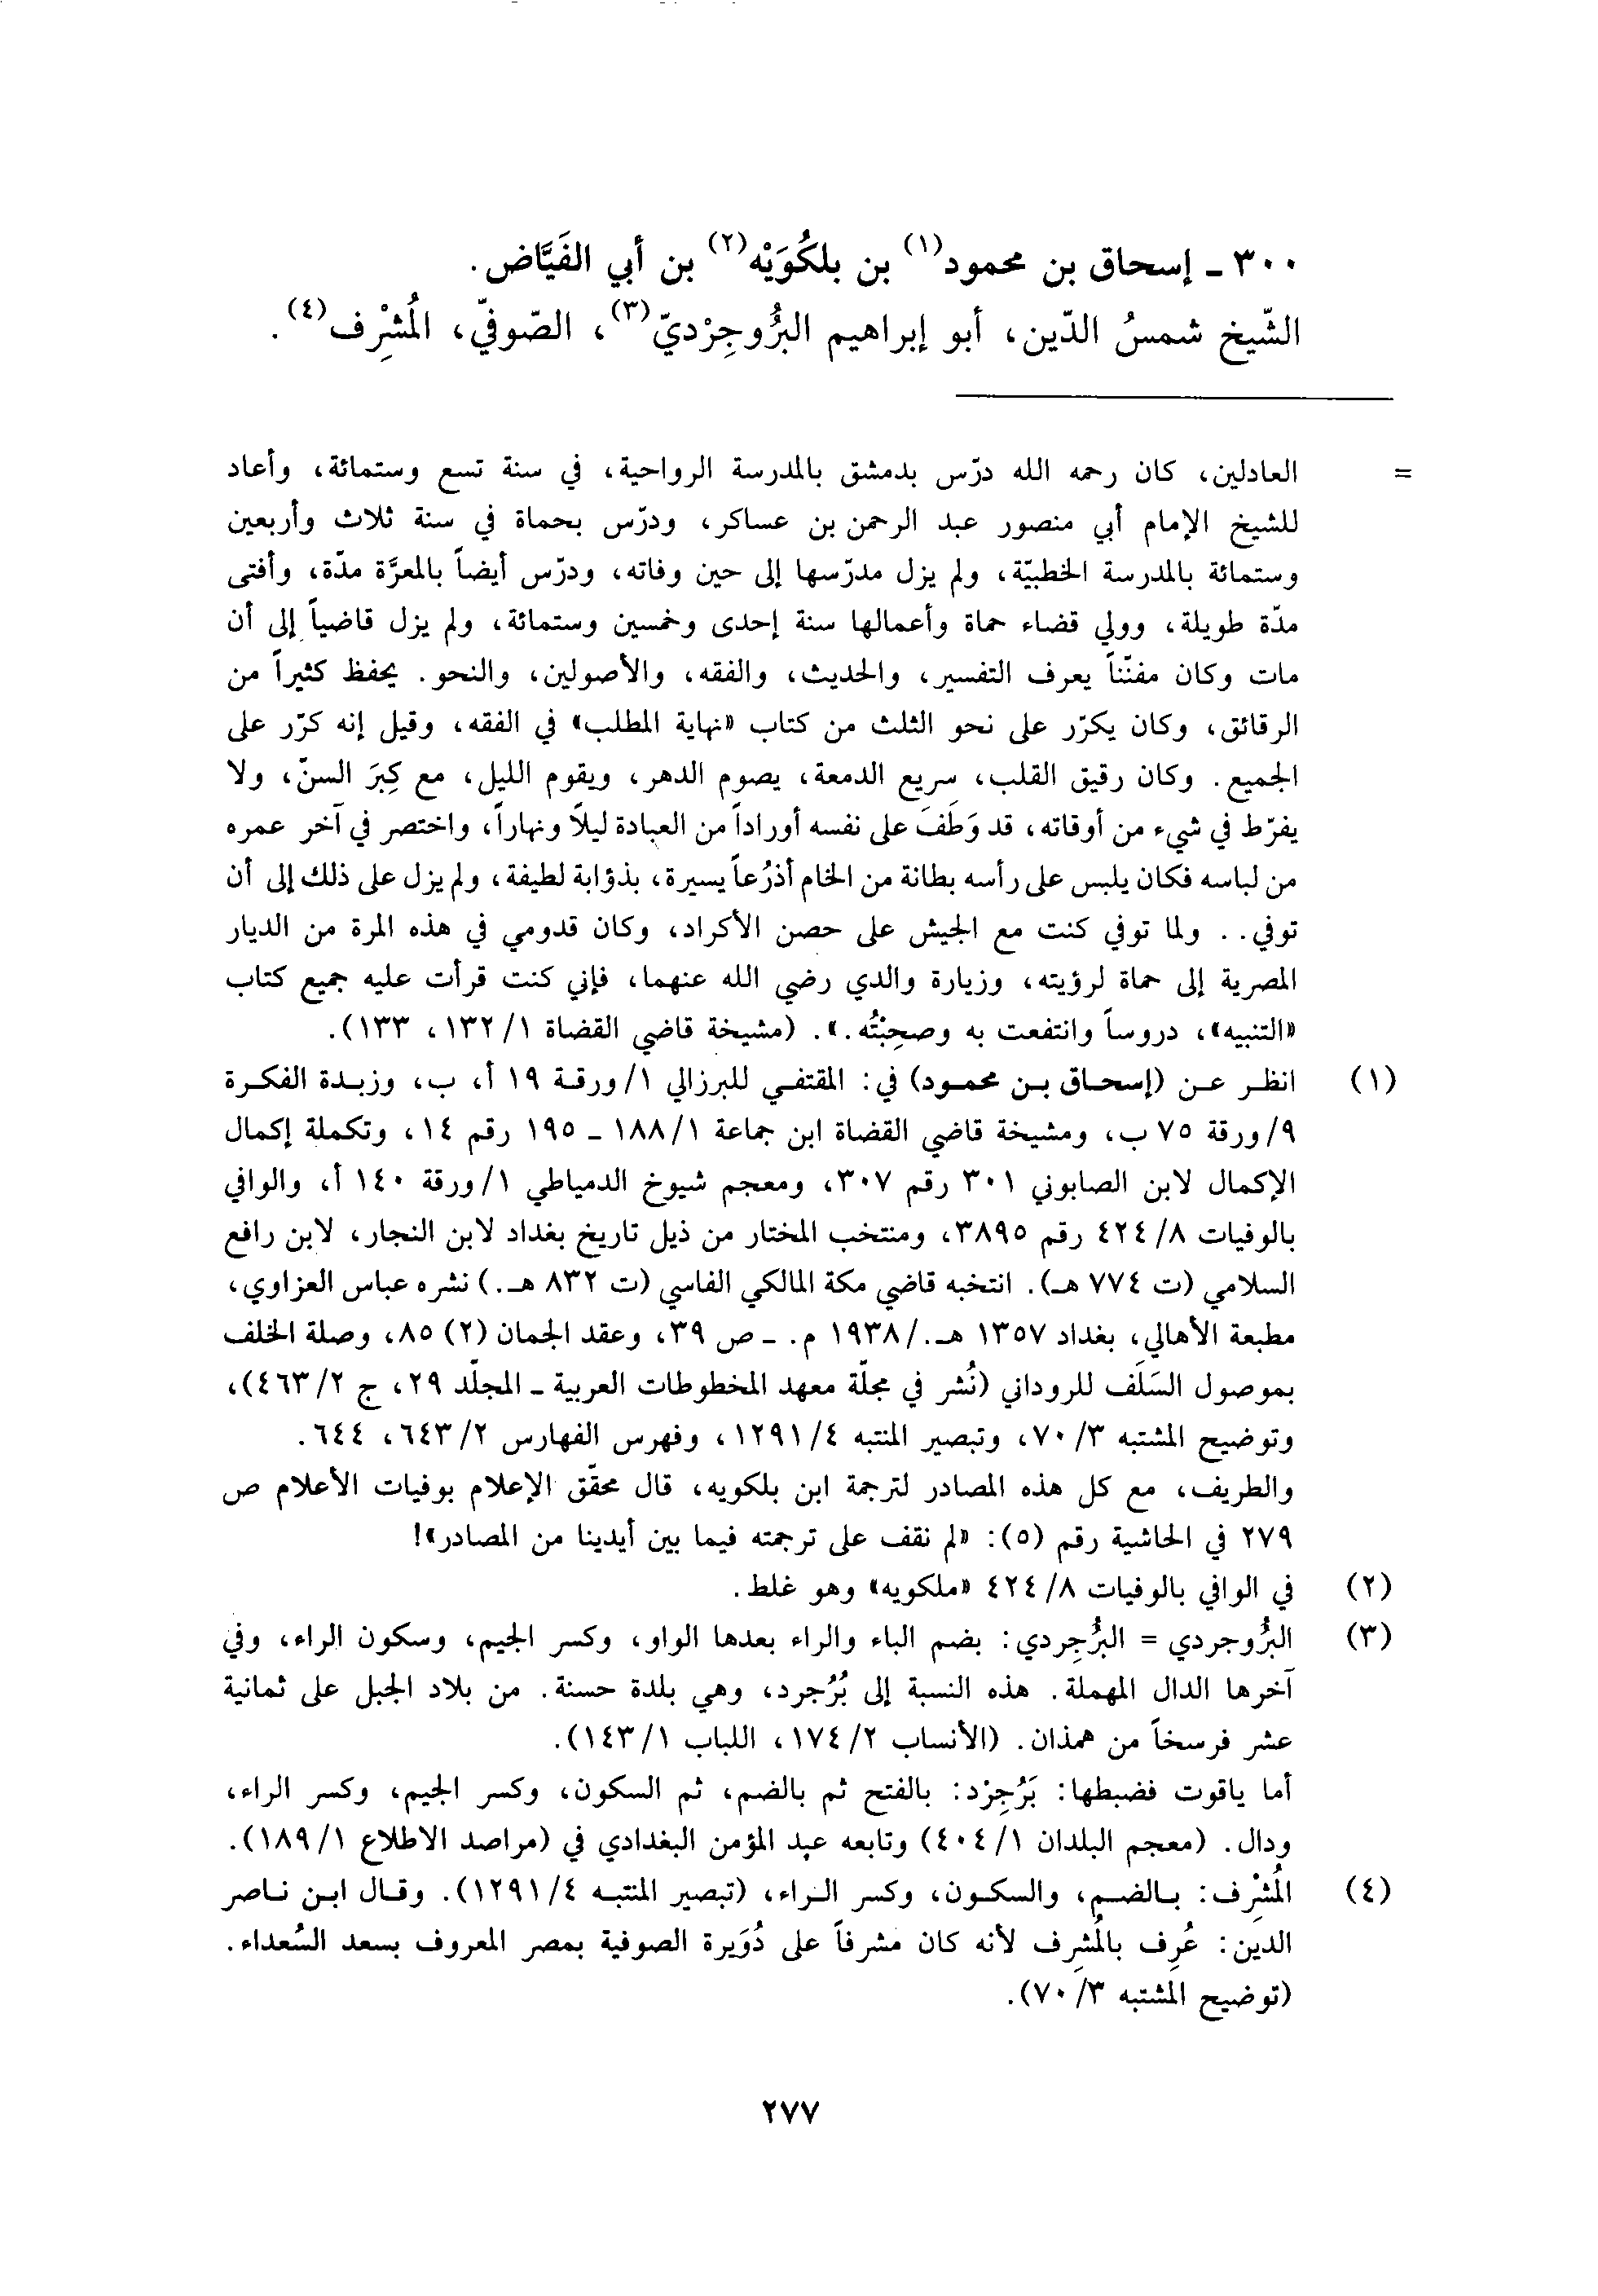 ٣٠٠ ـ إسحاق بن محمود(١) بن بلكُوَيْه(٢) بن أبي الفَيَّاض.
الشّيخ شمسُ الدّين، أبو إبراهيم البرُّوجِرْديّ(٣)، الصّوفيّ، المُشْرِف(٤).
= العادلين، كان رحمه الله درّس بدمشق بالمدرسة الرواحية، في سنة تسع وستمائة، وأعاد
للشيخ الإمام أبي منصور عبد الرحمن بن عساكر، ودرّس بحماة في سنة ثلاث وأربعين
وستمائة بالمدرسة الخطبيّة، ولم يزل مدرّسها إلى حين وفاته، ودرّس أيضاً بالمعرَّة مدّة، وأفتى
مدّة طويلة، وولي قضاء حماة وأعمالها سنة إحدى وخمسين وستمائة، ولم يزل قاضياً إلى أن
مات وكان مفنّناً يعرف التفسير، والحديث، والفقه، والأصولين، والنحو. يحفظ كثيراً من
الرقائق، وكان يكرّر على نحو الثلث من كتاب «نهاية المطلب» في الفقه، وقيل إنه كرّر على
الجميع. وكان رقيق القلب، سريع الدمعة، يصوم الدهر، ويقوم الليل، مع كِبَر السنّ، ولا
يفرّط في شيء من أوقاته، قد وَطَفَ على نفسه أوراداً من العبادة ليلاً ونهاراً، واختصر في آخر عمره
من لباسه فكان يلبس على رأسه بطانة من الخام أذرُعاً يسيرة، بذؤابة لطيفة، ولم يزل على ذلك إلى أن
توفي.. ولما توفي كنت مع الجيش على حصن الأكراد، وكان قدومي في هذه المرة من الديار
المصرية إلى حماة لرؤيته، وزيارة والدي رضي الله عنهما، فإني كنت قرأت عليه جميع كتاب
«التنبيه»، دروساً وانتفعت به وصحِبْتُه.». (مشيخة قاضي القضاة ١/١٣٢، ١٣٣).
(١) انظر عن (إسحاق بن محمود) في: المقتفي للبرزالي ١/ورقة ١٩ أ، ب، وزبدة الفكرة
٩/ورقة ٧٥ ب، ومشيخة قاضي القضاة ابن جماعة ١/١٨٨ ـ ١٩٥ رقم ١٤، وتكملة إكمال
الإكمال لابن الصابوني ٣٠١ رقم ٣٠٧، ومعجم شيوخ الدمياطي ١/ورقة ١٤٠ أ، والوافي
بالوفيات ٨/٤٢٤ رقم ٣٨٩٥، ومنتخب المختار من ذيل تاريخ بغداد لابن النجار، لابن رافع
السلامي (ت ٧٧٤ هـ). انتخبه قاضي مكة المالكي الفاسي (ت ٨٣٢ هـ.) نشره عباس العزاوي،
مطبعة الأهالي، بغداد ١٣٥٧ هـ./١٩٣٨ م. ـ ص ٣٩، وعقد الجمان (٢) ٨٥، وصلة الخلف
بموصول السَلَف للروداني (نُشر في مجلّة معهد المخطوطات العربية ـ المجلّد ٢٩، ج ٢/٤٦٣)،
وتوضيح المشتبه ٣/٧٠، وتبصير المنتبه ٤/١٢٩١، وفهرس الفهارس ٢/٦٤٣، ٦٤٤.
والطريف، مع كل هذه المصادر لترجمة ابن بلكويه، قال محقّق الإعلام بوفيات الأعلام ص
٢٧٩ في الحاشية رقم (٥): «لم نقف على ترجمته فيما بين أيدينا من المصادر»!
(٢) في الوافي بالوفيات ٨/٤٢٤ «ملكويه» وهو غلط.
(٣) البرُّوجردي = البرُّجِردي: بضم الباء والراء بعدها الواو، وكسر الجيم، وسكون الراء، وفي
آخرها الدال المهملة. هذه النسبة إلى بُرُجرد، وهي بلدة حسنة. من بلاد الجبل على ثمانية
عشر فرسخاً من همذان. (الأنساب ٢/١٧٤، اللباب ١/١٤٣).
أما ياقوت فضبطها: بَرُجِرْد: بالفتح ثم بالضم، ثم السكون، وكسر الجيم، وكسر الراء،
ودال. (معجم البلدان ١/٤٠٤) وتابعه عبد المؤمن البغدادي في (مراصد الاطلاع ١/١٨٩).
(٤) المُشْرِف: بالضم، والسكون، وكسر الراء، (تبصير المنتبه ٤/١٢٩١). وقال ابن ناصر
الدين: عُرِف بالمُشرِف لأنه كان مشرفاً على دُوَيرة الصوفية بمصر المعروف بسعد السُعداء.
(توضيح المشتبه ٣/٧٠).
٢٧٧